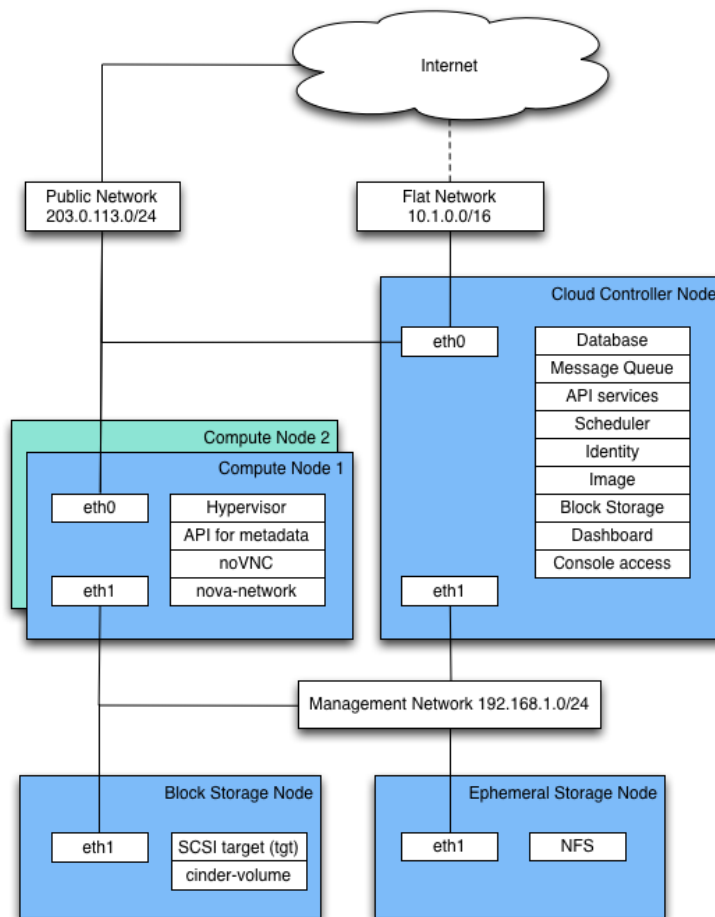 Internet
Public Network
203.0.113.0/24
Flat Network
10.1.0.0/16
Cloud Controller Node
eth0
Database
Message Queue
API services
Scheduler
Identity
Image
Block Storage
Dashboard
Console access
eth1
Compute Node 2
Compute Node 1
eth0
Hypervisor
API for metadata
noVNC
nova-network
eth1
Management Network 192.168.1.0/24
Block Storage Node
eth1
SCSI target (tgt)
cinder-volume
Ephemeral Storage Node
eth1
NFS